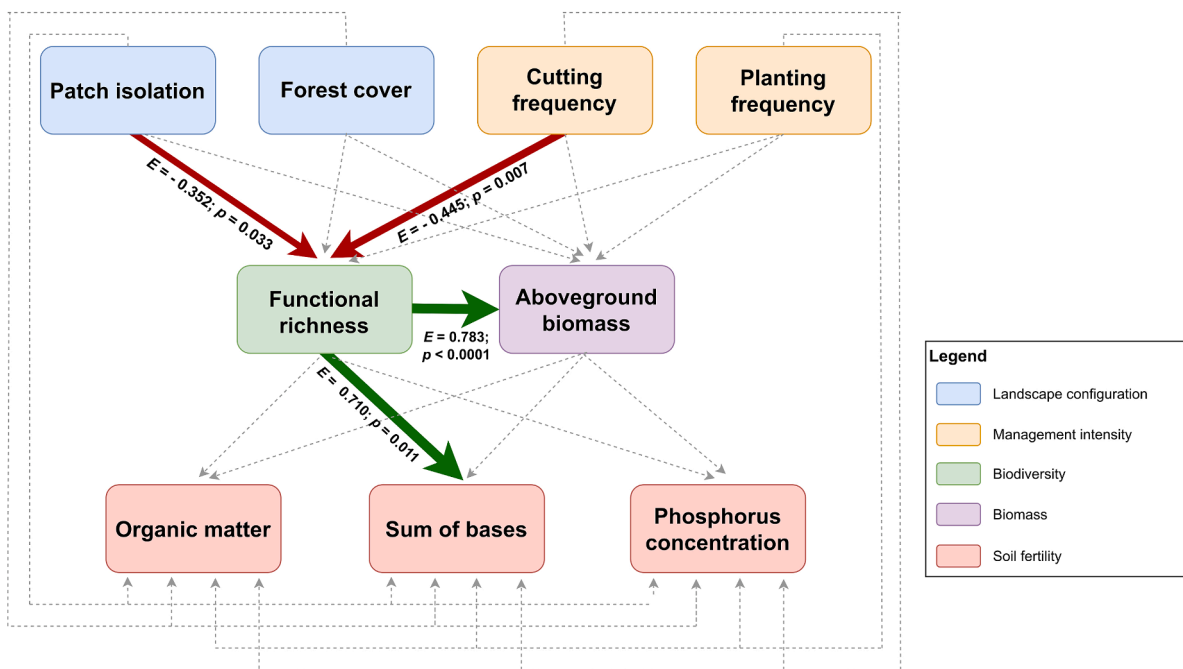 Patch isolation
Forest cover
Cutting
frequency
Planting
frequency
E = - 0.352; p = 0.033
E = - 0.445; p = 0.007
Functional
richness
Aboveground
biomass
E = 0.783;
p < 0.0001
E = 0.710; p = 0.011
Organic matter
Sum of bases
Phosphorus
concentration
Legend
Landscape configuration
Management intensity
Biodiversity
Biomass
Soil fertility